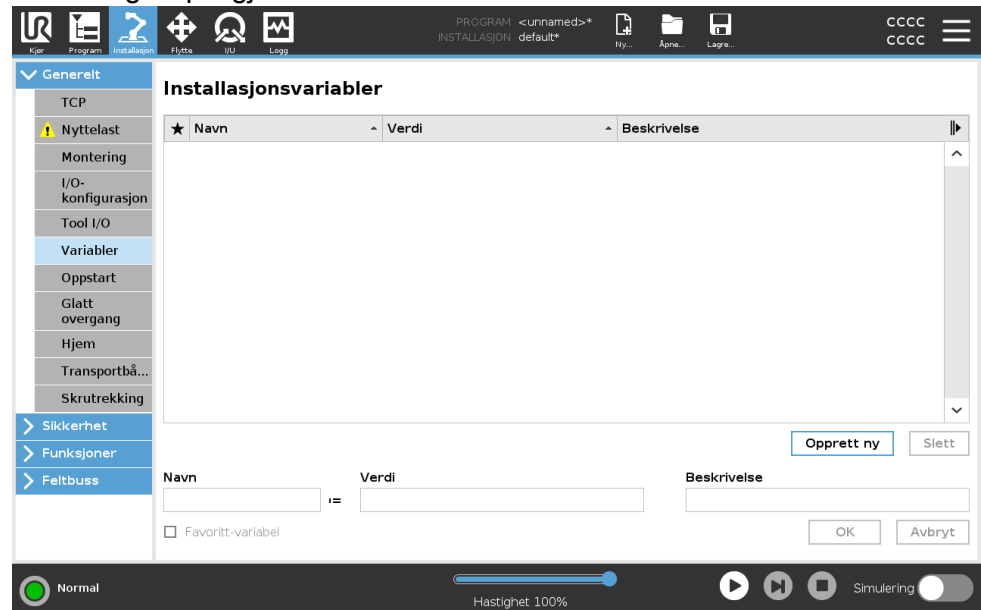 PROGRAM <unnamed>*
INSTALLASJON default*
CCCC
CCCC
Kjør Program Installasjon Flytte I/U Logg Ny... Åpne... Lagre...
Generelt
TCP
Nyttelast
Montering
I/O-
konfigurasjon
Tool I/O
Variabler
Oppstart
Glatt
overgang
Hjem
Transportbå...
Skrutrekking
Sikkerhet
Funksjoner
Feltbuss
Installasjonsvariabler
Navn Verdi Beskrivelse
Opprett ny Slett
Navn Verdi Beskrivelse
Favoritt-variabel
OK Avbryt
Normal
Hastighet 100%
Simulering